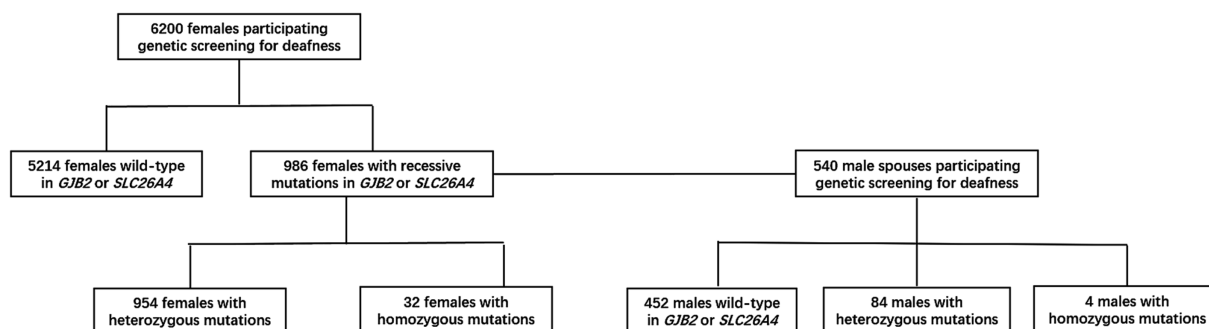 6200 females participating
genetic screening for deafness
5214 females wild-type
in GJB2 or SLC26A4
986 females with recessive
mutations in GJB2 or SLC26A4
540 male spouses participating
genetic screening for deafness
954 females with
heterozygous mutations
32 females with
homozygous mutations
452 males wild-type
in GJB2 or SLC26A4
84 males with
heterozygous mutations
4 males with
homozygous mutations